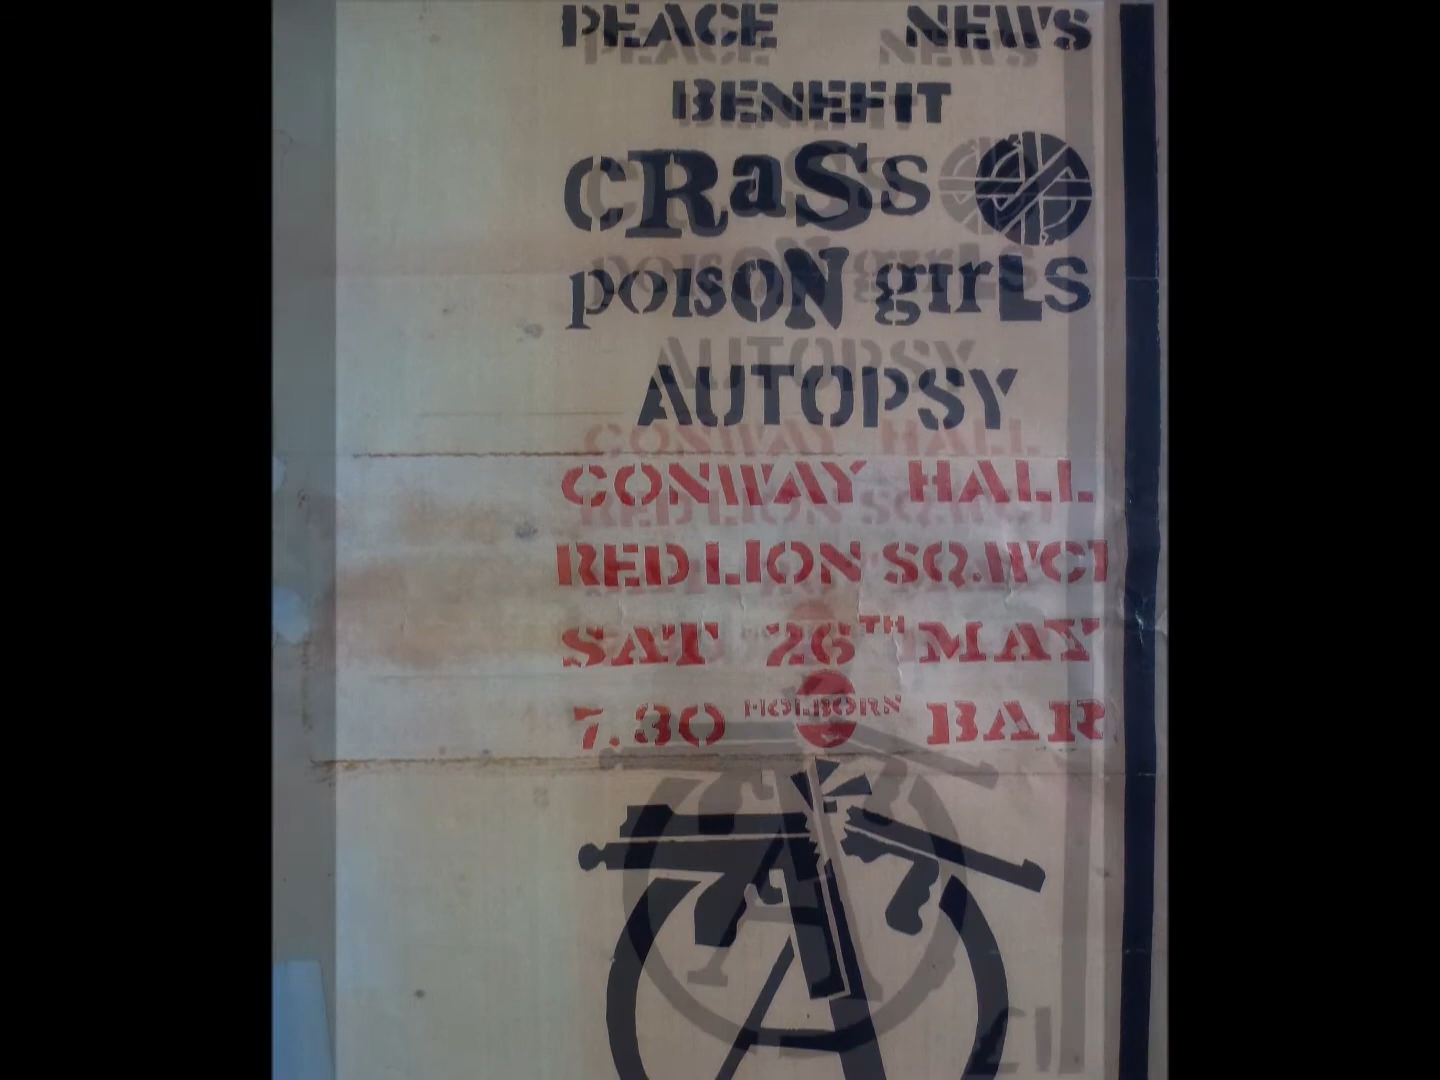 PEACE NEWS
BENEFIT
CRaSS
poisoN girLS
AUTOPSY
CONWAY HALL
RED LION SQ.WC1
SAT 26TH MAY
7.30 HOLBORN BAR
£1